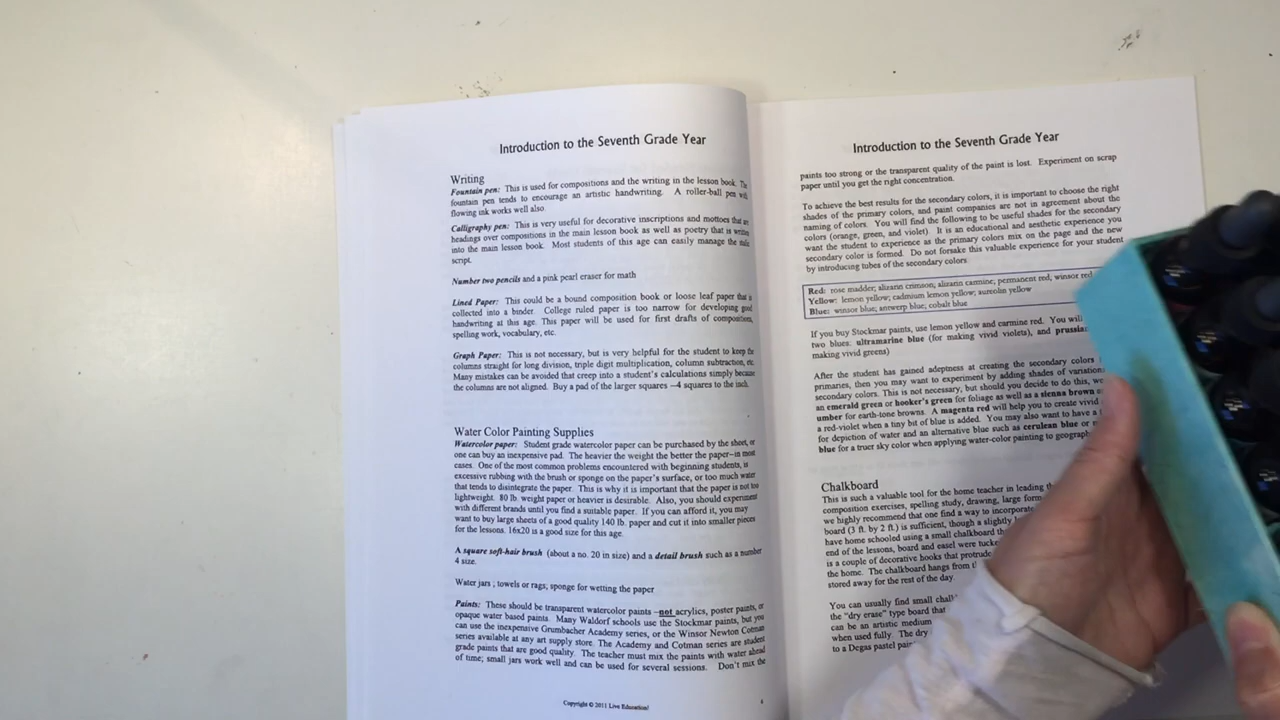 Introduction to the Seventh Grade Year
Writing
Fountain pen: This is used for compositions and the writing in the lesson book. The
fountain pen tends to encourage an artistic handwriting. A roller-ball pen with
flowing ink works well also
Calligraphy pen: This is very useful for decorative inscriptions and mottoes that are
headings over compositions in the main lesson book as well as poetry that is written
into the main lesson book. Most students of this age can easily manage the italic
script.
Number two pencils and a pink pearl eraser for math
Lined Paper: This could be a bound composition book or loose leaf paper that is
collected into a binder. College ruled paper is too narrow for developing good
handwriting at this age. This paper will be used for first drafts of compositions,
spelling work, vocabulary, etc.
Graph Paper: This is not necessary, but is very helpful for the student to keep the
columns straight for long division, triple digit multiplication, column subtraction, etc.
Many mistakes can be avoided that creep into a student's calculations simply because
the columns are not aligned. Buy a pad of the larger squares –4 squares to the inch.
Water Color Painting Supplies
Watercolor paper: Student grade watercolor paper can be purchased by the sheet, or
one can buy an inexpensive pad. The heavier the weight the better the paper–in most
cases. One of the most common problems encountered with beginning students, is
excessive rubbing with the brush or sponge on the paper's surface, or too much water
that tends to disintegrate the paper. This is why it is important that the paper is not too
lightweight. 80 lb. weight paper or heavier is desirable. Also, you should experiment
with different brands until you find a suitable paper. If you can afford it, you may
want to buy large sheets of a good quality 140 lb. paper and cut it into smaller pieces
for the lessons. 16x20 is a good size for this age.
A square soft-hair brush (about a no. 20 in size) and a detail brush such as a number
4 size.
Water jars ; towels or rags; sponge for wetting the paper
Paints: These should be transparent watercolor paints –not acrylics, poster paints, or
opaque water based paints. Many Waldorf schools use the Stockmar paints, but you
can use the inexpensive Grumbacher Academy series, or the Winsor Newton Cotman
series available at any art supply store. The Academy and Cotman series are student
grade paints that are good quality. The teacher must mix the paints with water ahead
of time; small jars work well and can be used for several sessions. Don't mix the
Copyright © 2011 Live Education!
Introduction to the Seventh Grade Year
paints too strong or the transparent quality of the paint is lost. Experiment on scrap
paper until you get the right concentration.
To achieve the best results for the secondary colors, it is important to choose the right
shades of the primary colors, and paint companies are not in agreement about the
naming of colors. You will find the following to be useful shades for the secondary
colors (orange, green, and violet). It is an educational and aesthetic experience you
want the student to experience as the primary colors mix on the page and the new
secondary color is formed. Do not forsake this valuable experience for your student
by introducing tubes of the secondary colors
Red: rose madder; alizarin crimson; alizarin carmine; permanent red; winsor red
Yellow: lemon yellow; cadmium lemon yellow; aureolin yellow
Blue: winsor blue; antwerp blue; cobalt blue
If you buy Stockmar paints, use lemon yellow and carmine red. You will
two blues: ultramarine blue (for making vivid violets), and prussian
making vivid greens)
After the student has gained adeptness at creating the secondary colors
primaries, then you may want to experiment by adding shades of variation
secondary colors. This is not necessary, but should you decide to do this, we
an emerald green or hooker's green for foliage as well as a sienna brown
umber for earth-tone browns. A magenta red will help you to create vivid
a red-violet when a tiny bit of blue is added. You may also want to have a
for depiction of water and an alternative blue such as cerulean blue or
blue for a truer sky color when applying water-color painting to geograph
Chalkboard
This is such a valuable tool for the home teacher in leading th
composition exercises, spelling study, drawing, large form
we highly recommend that one find a way to incorporate
board (3 ft. by 2 ft.) is sufficient, though a slightly
have home schooled using a small chalkboard th
end of the lessons, board and easel were tucke
is a couple of decorative hooks that protrude
the home. The chalkboard hangs from t
stored away for the rest of the day.
You can usually find small chal
the "dry erase" type board that
can be an artistic medium
when used fully. The dry
to a Degas pastel pain